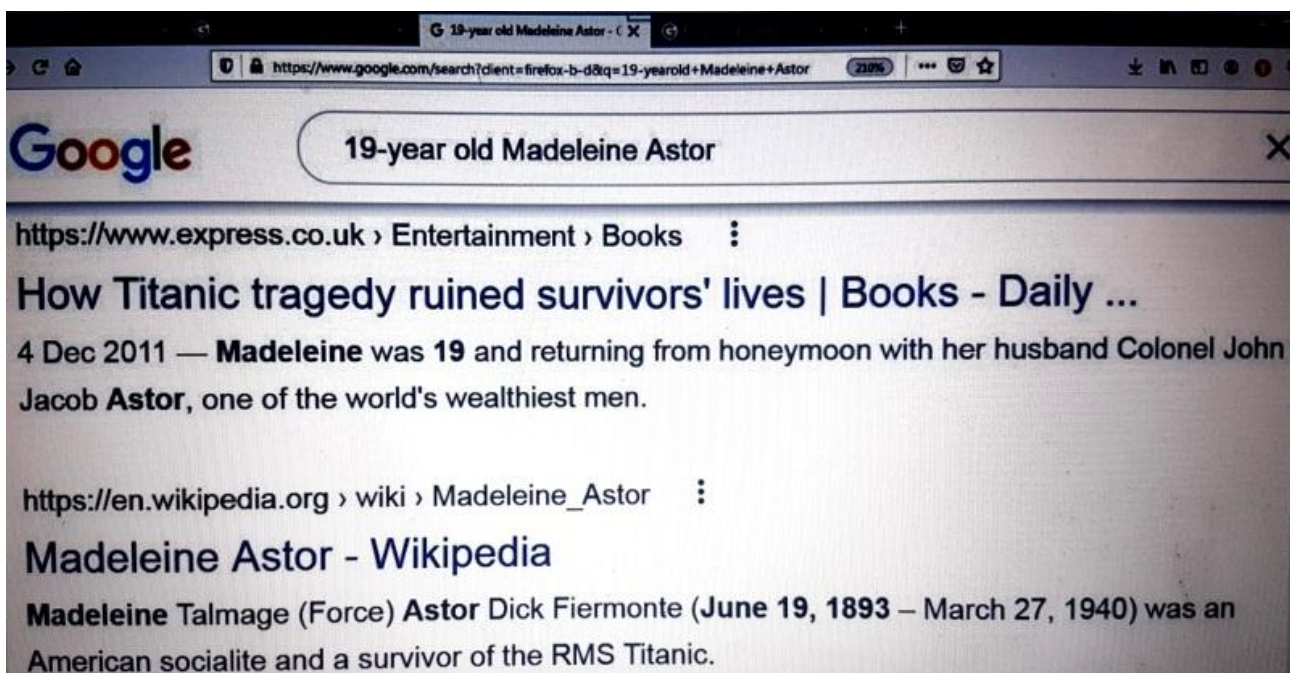 G 19-year old Madeleine Astor - (
https://www.google.com/search?client=firefox-b-d&q=19-yearold+Madeleine+Astor 210%
Google 19-year old Madeleine Astor
https://www.express.co.uk › Entertainment › Books
How Titanic tragedy ruined survivors' lives | Books - Daily ...
4 Dec 2011 — Madeleine was 19 and returning from honeymoon with her husband Colonel John
Jacob Astor, one of the world's wealthiest men.
https://en.wikipedia.org › wiki › Madeleine_Astor
Madeleine Astor - Wikipedia
Madeleine Talmage (Force) Astor Dick Fiermonte (June 19, 1893 – March 27, 1940) was an
American socialite and a survivor of the RMS Titanic.